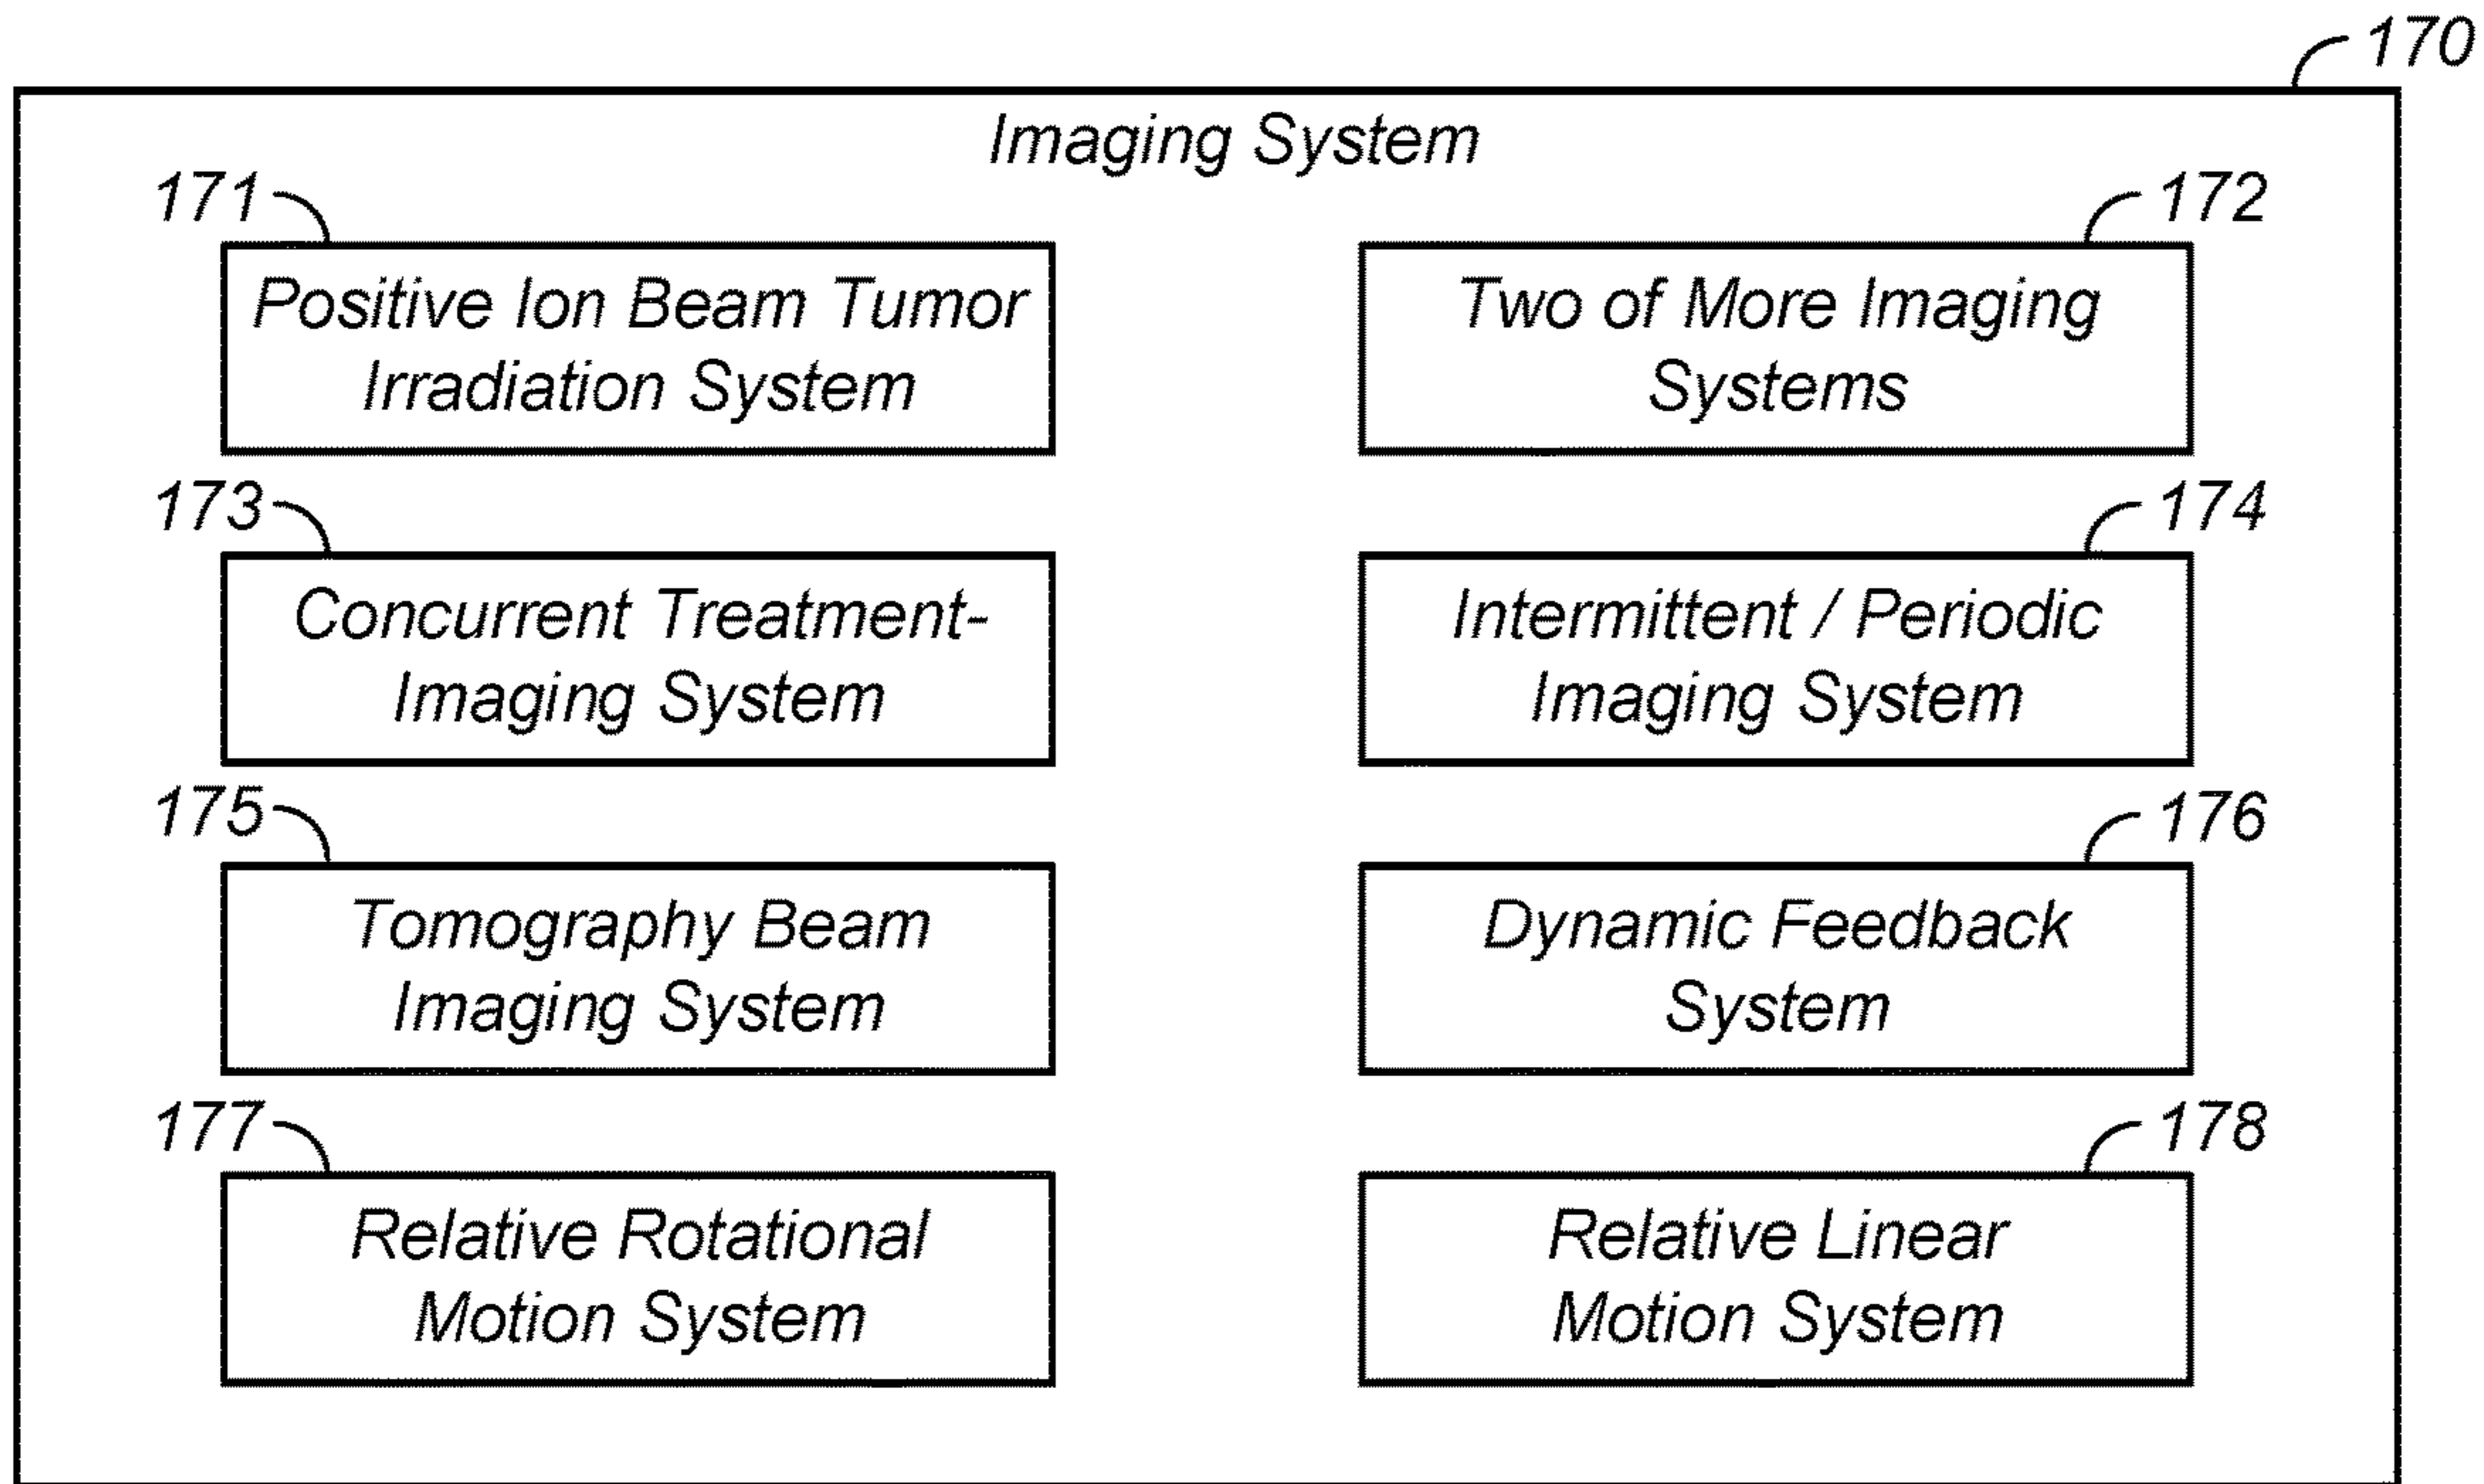 170
Imaging System
171
172
Positive Ion Beam Tumor
Irradiation System
Two of More Imaging
Systems
173
174
Concurrent Treatment-
Imaging System
Intermittent / Periodic
Imaging System
175
176
Tomography Beam
Imaging System
Dynamic Feedback
System
177
178
Relative Rotational
Motion System
Relative Linear
Motion System